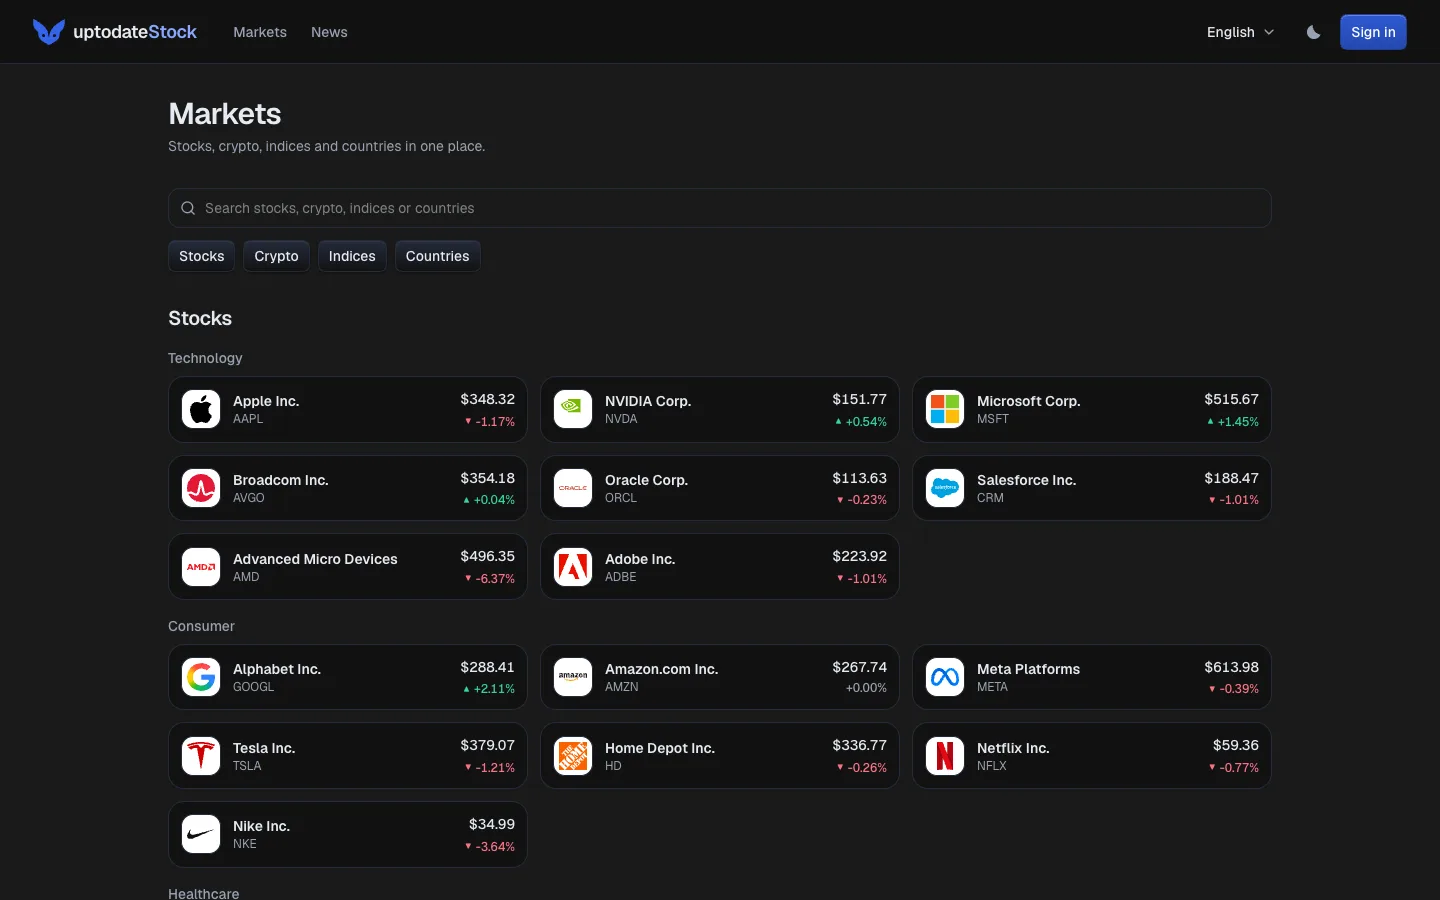 uptodateStock Markets News English Sign in
Markets
Stocks, crypto, indices and countries in one place.
Search stocks, crypto, indices or countries
Stocks Crypto Indices Countries
Stocks
Technology
Apple Inc. $348.32
AAPL ▼ -1.17%
NVIDIA Corp. $151.77
NVDA ▲ +0.54%
Microsoft Corp. $515.67
MSFT ▲ +1.45%
Broadcom Inc. $354.18
AVGO ▲ +0.04%
ORACLE
Oracle Corp. $113.63
ORCL ▼ -0.23%
salesforce
Salesforce Inc. $188.47
CRM ▼ -1.01%
AMD
Advanced Micro Devices $496.35
AMD ▼ -6.37%
Adobe Inc. $223.92
ADBE ▼ -1.01%
Consumer
Alphabet Inc. $288.41
GOOGL ▲ +2.11%
amazon
Amazon.com Inc. $267.74
AMZN +0.00%
Meta Platforms $613.98
META ▼ -0.39%
Tesla Inc. $379.07
TSLA ▼ -1.21%
THE HOME DEPOT
Home Depot Inc. $336.77
HD ▼ -0.26%
Netflix Inc. $59.36
NFLX ▼ -0.77%
Nike Inc. $34.99
NKE ▼ -3.64%
Healthcare